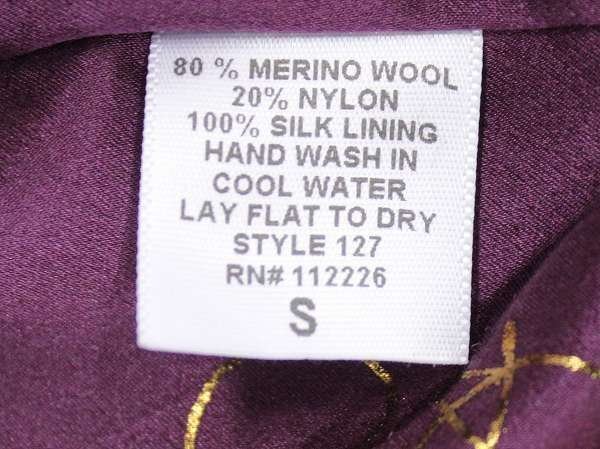 80 % MERINO WOOL
20% NYLON
100% SILK LINING
HAND WASH IN
COOL WATER
LAY FLAT TO DRY
STYLE 127
RN# 112226
S